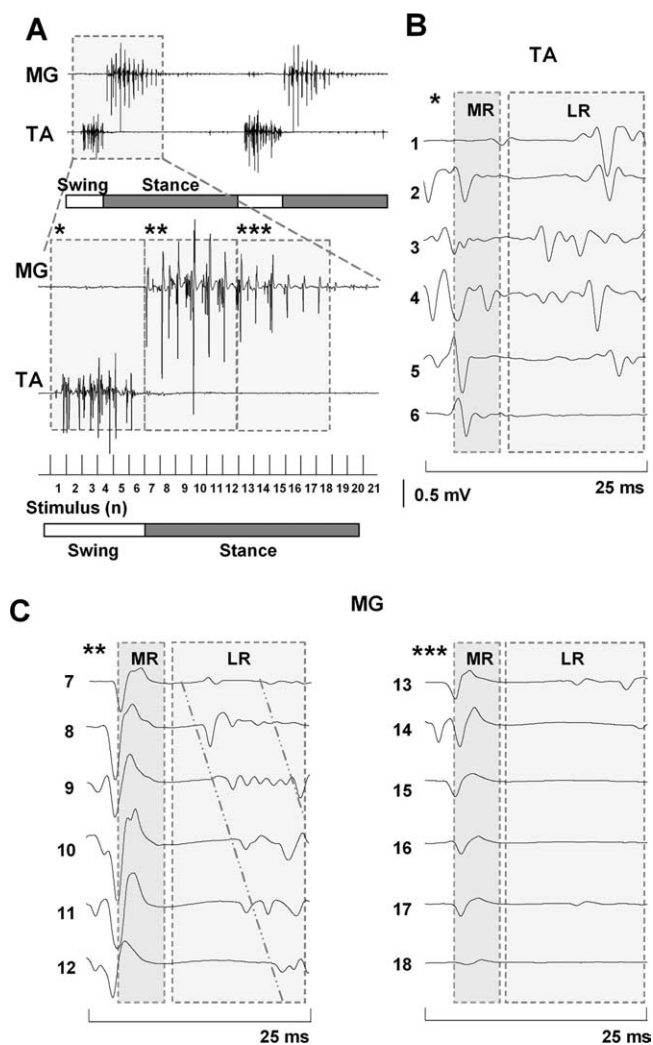 A
MG
TA
Swing Stance
* ** ***
MG
TA
1 2 3 4 5 6 7 8 9 10 11 12 13 14 15 16 17 18 19 20 21
Stimulus (n)
Swing Stance
B
TA
* MR LR
1
2
3
4
5
6
0.5 mV 25 ms
C MG
** MR LR
7
8
9
10
11
12
25 ms
*** MR LR
13
14
15
16
17
18
25 ms